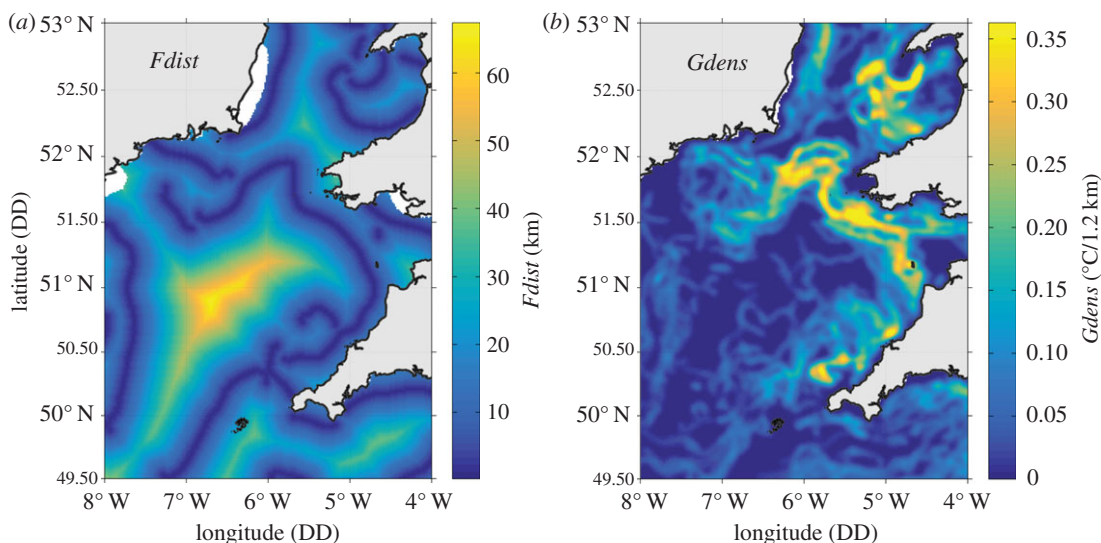 (a)
53° N
52.50
52° N
51.50
51° N
50.50
50° N
49.50
latitude (DD)
Fdist
8° W
7° W
6° W
5° W
4° W
longitude (DD)
60
50
40
30
20
10
Fdist (km)
(b)
53° N
52.50
52° N
51.50
51° N
50.50
50° N
49.50
Gdens
8° W
7° W
6° W
5° W
4° W
longitude (DD)
0.35
0.30
0.25
0.20
0.15
0.10
0.05
0
Gdens (°C/1.2 km)